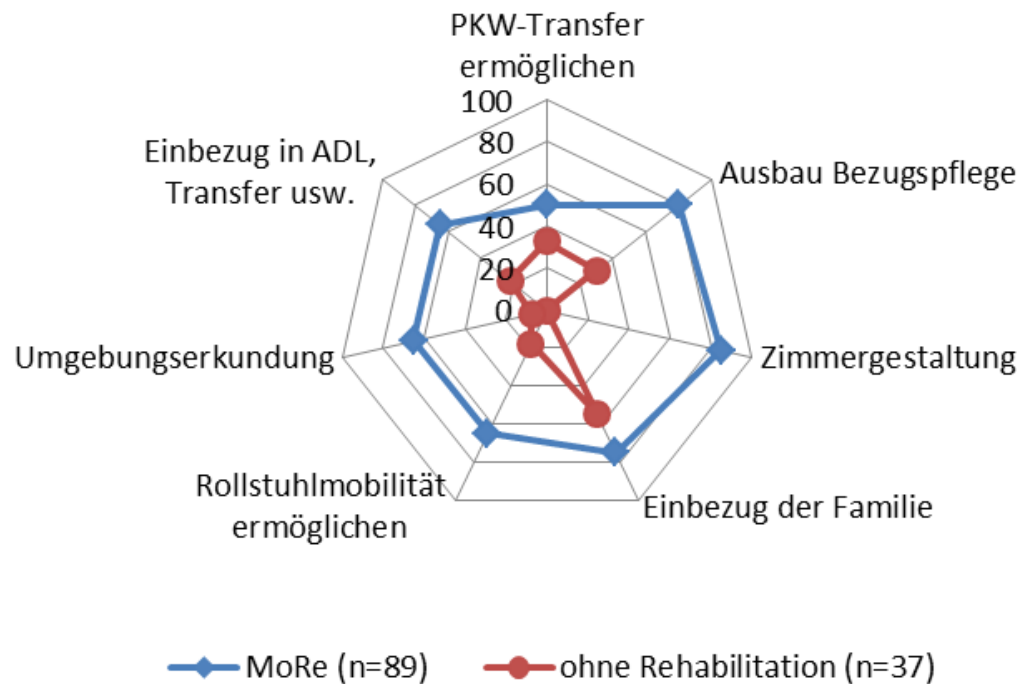 PKW-Transfer
ermöglichen
100
80
60
40
20
0
Ausbau Bezugspflege
Zimmergestaltung
Einbezug der Familie
Rollstuhlmobilität
ermöglichen
Umgebungserkundung
Einbezug in ADL,
Transfer usw.
MoRe (n=89)
ohne Rehabilitation (n=37)